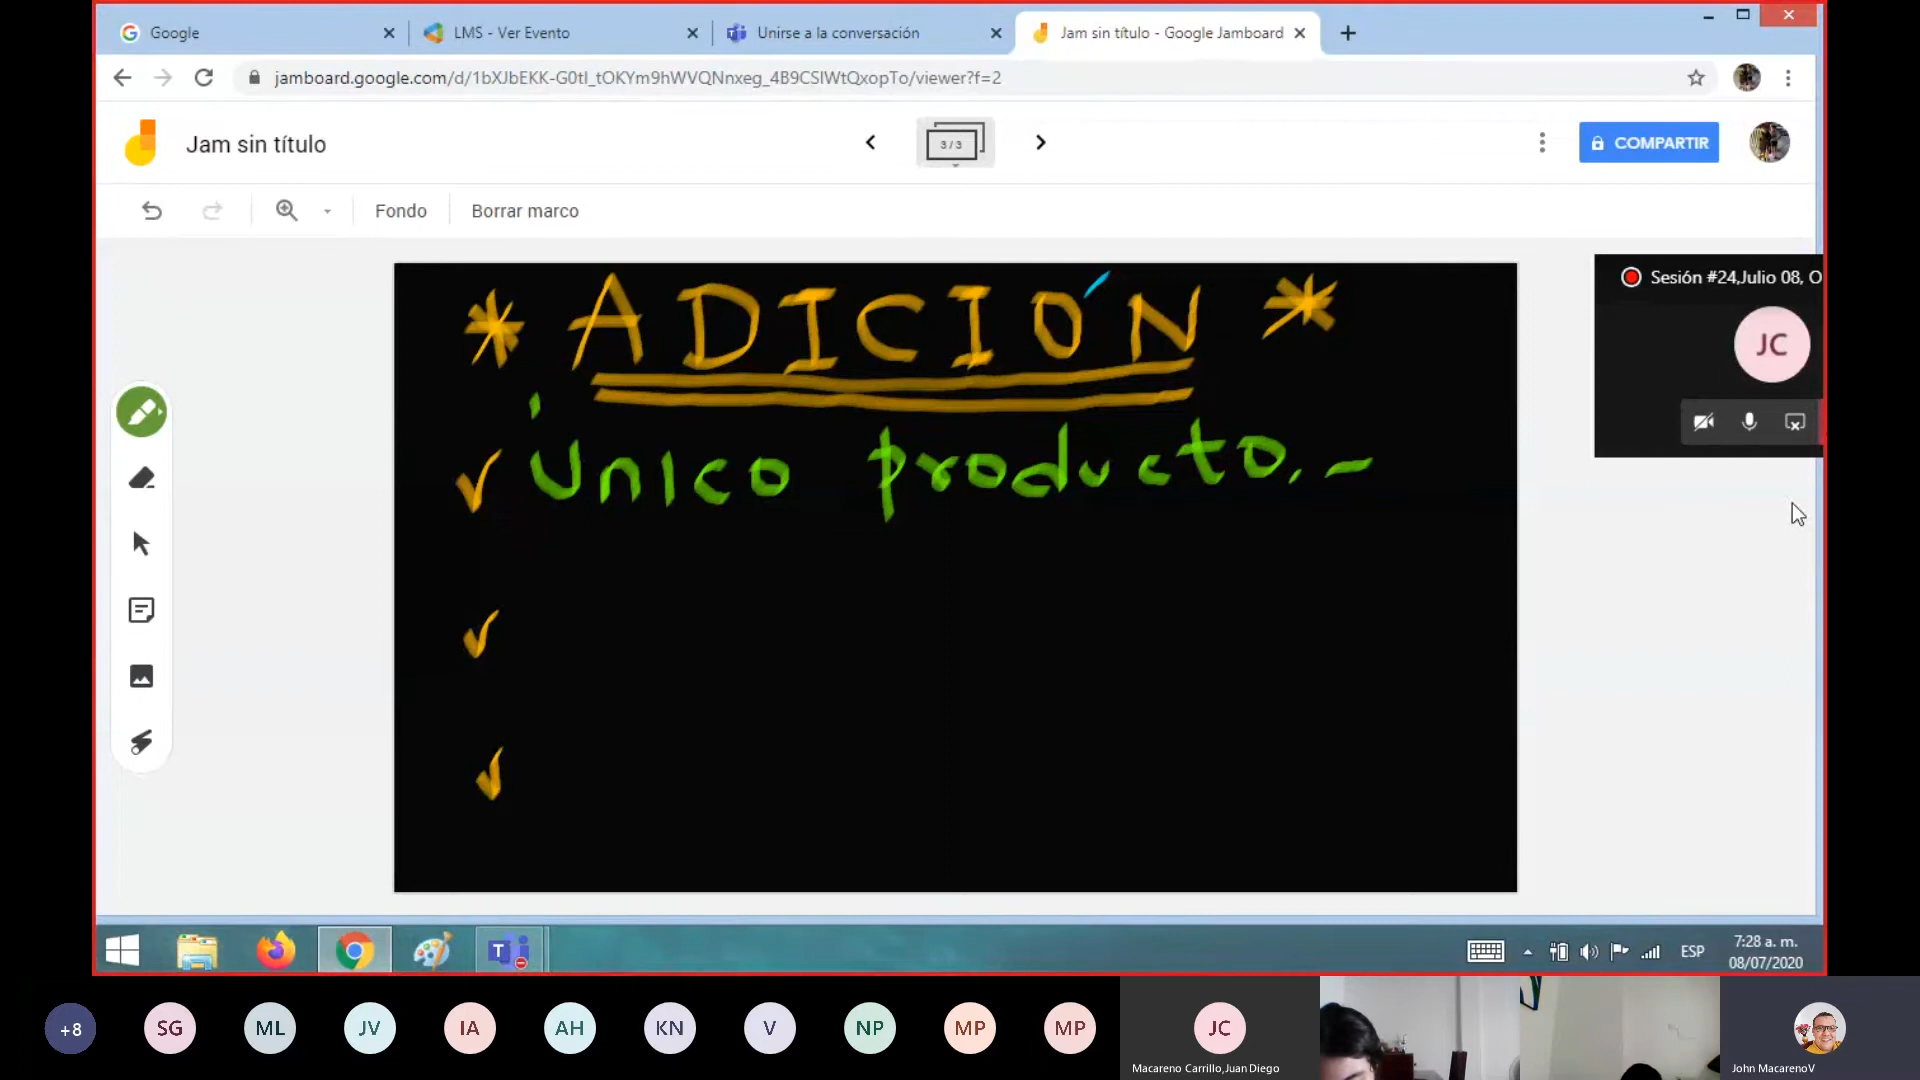 Google
LMS - Ver Evento
Unirse a la conversación
Jam sin título - Google Jamboard
jamboard.google.com/d/1bXJbEKK-G0tI_tOKYm9hWVQNnxeg_4B9CSlWtQxopTo/viewer?f=2
Jam sin título
3 / 3
COMPARTIR
Fondo
Borrar marco
Sesión #24,Julio 08, O
JC
* ADICIÓN *
✓ Único producto.-
✓
✓
ESP
7:28 a. m.
08/07/2020
+8
SG
ML
JV
IA
AH
KN
V
NP
MP
MP
JC
Macareno Carrillo,Juan Diego
John MacarenoV